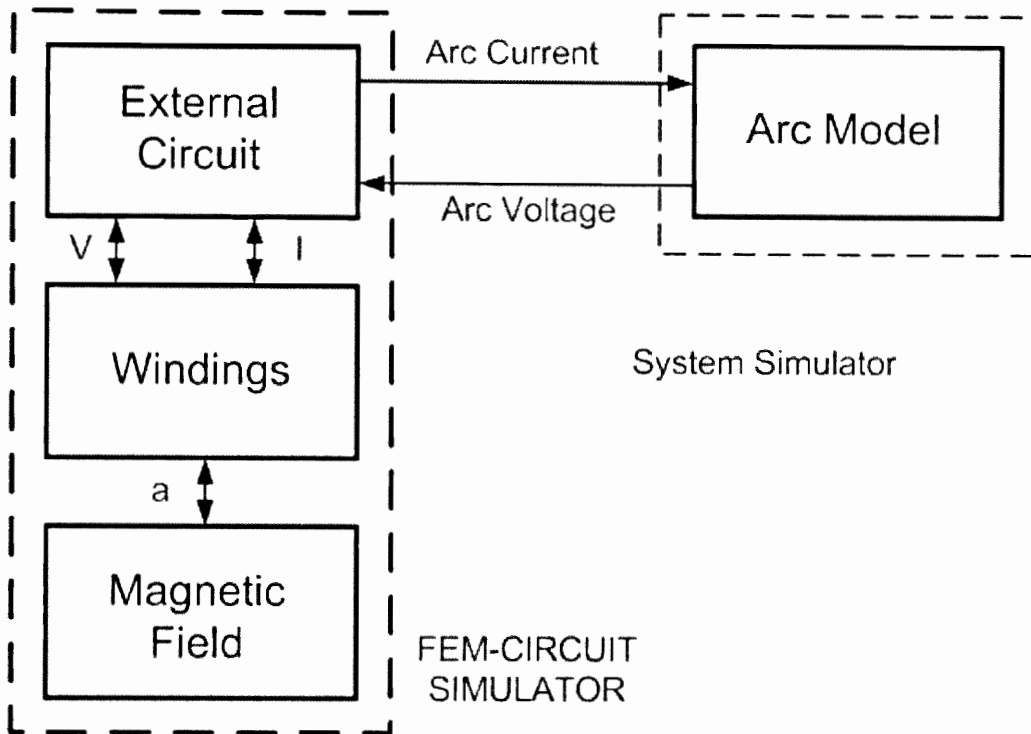 External
Circuit
Arc Current
Arc Model
Arc Voltage
V
I
Windings
System Simulator
a
Magnetic
Field
FEM-CIRCUIT
SIMULATOR